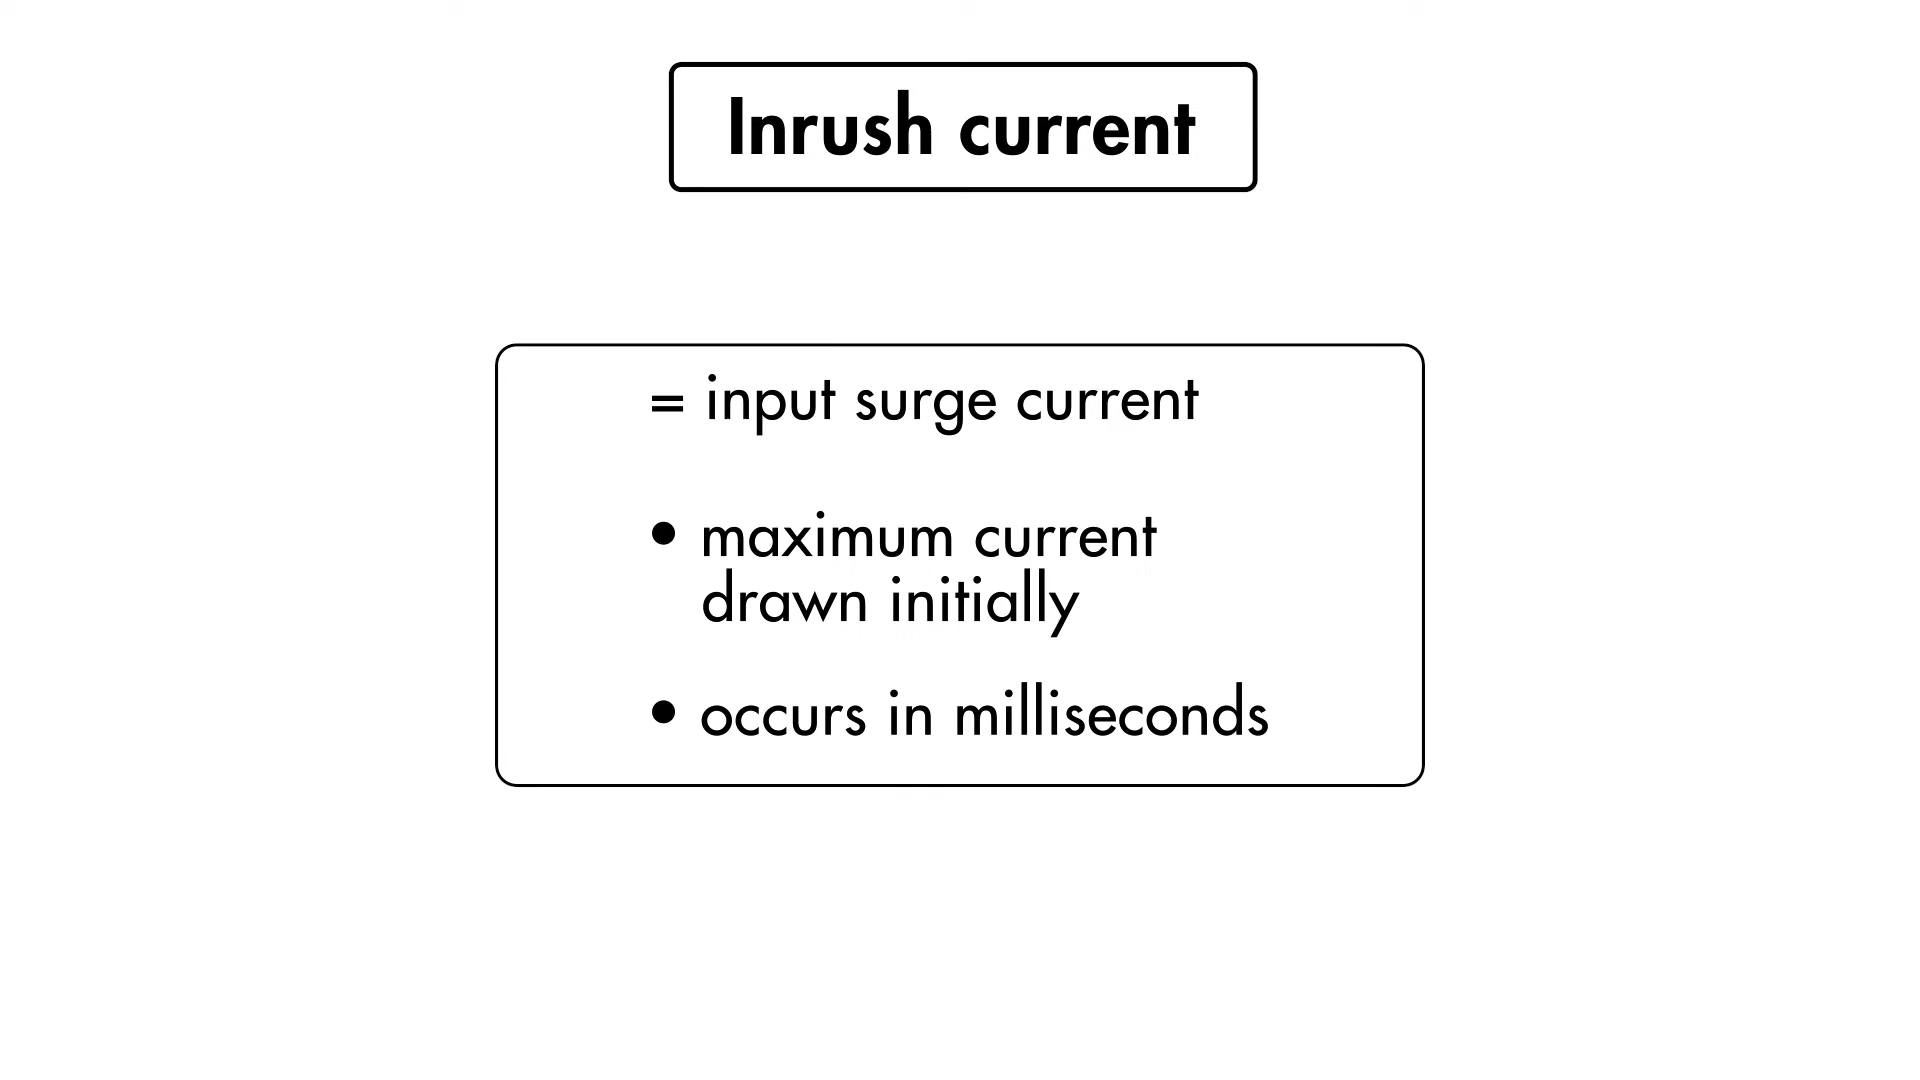 Inrush current
= input surge current
• maximum current
drawn initially
• occurs in milliseconds